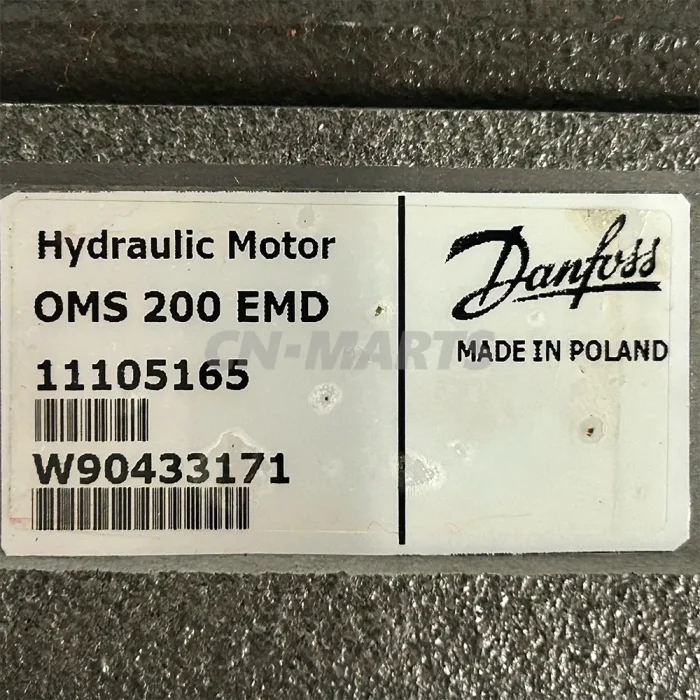 Hydraulic Motor
OMS 200 EMD
11105165
W90433171
Danfoss
MADE IN POLAND
CN-MARTS